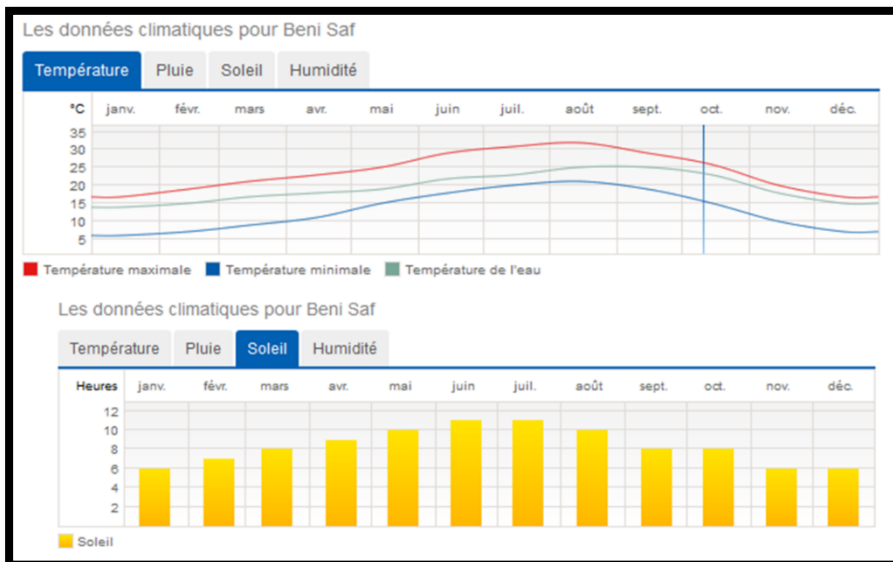 Les données climatiques pour Beni Saf
Température Pluie Soleil Humidité
°C janv. févr. mars avr. mai juin juil. août sept. oct. nov. déc.
35
30
25
20
15
10
5
Température maximale Température minimale Température de l'eau
Les données climatiques pour Beni Saf
Température Pluie Soleil Humidité
Heures janv. févr. mars avr. mai juin juil. août sept. oct. nov. déc.
12
10
8
6
4
2
Soleil